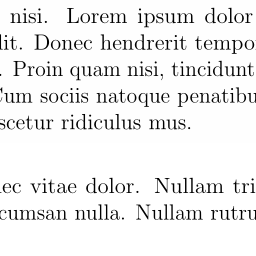 nisi. Lorem ipsum dolor
lit. Donec hendrerit tempo
. Proin quam nisi, tincidunt
Cum sociis natoque penatibu
scetur ridiculus mus.
nec vitae dolor. Nullam tri
cumsan nulla. Nullam rutru